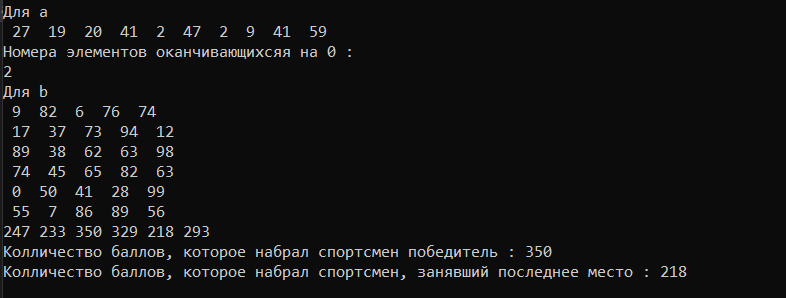 Для a
27 19 20 41 2 47 2 9 41 59
Номера элементов оканчивающихсяя на 0 :
2
Для b
9 82 6 76 74
17 37 73 94 12
89 38 62 63 98
74 45 65 82 63
0 50 41 28 99
55 7 86 89 56
247 233 350 329 218 293
Колличество баллов, которое набрал спортсмен победитель : 350
Колличество баллов, которое набрал спортсмен, занявший последнее место : 218